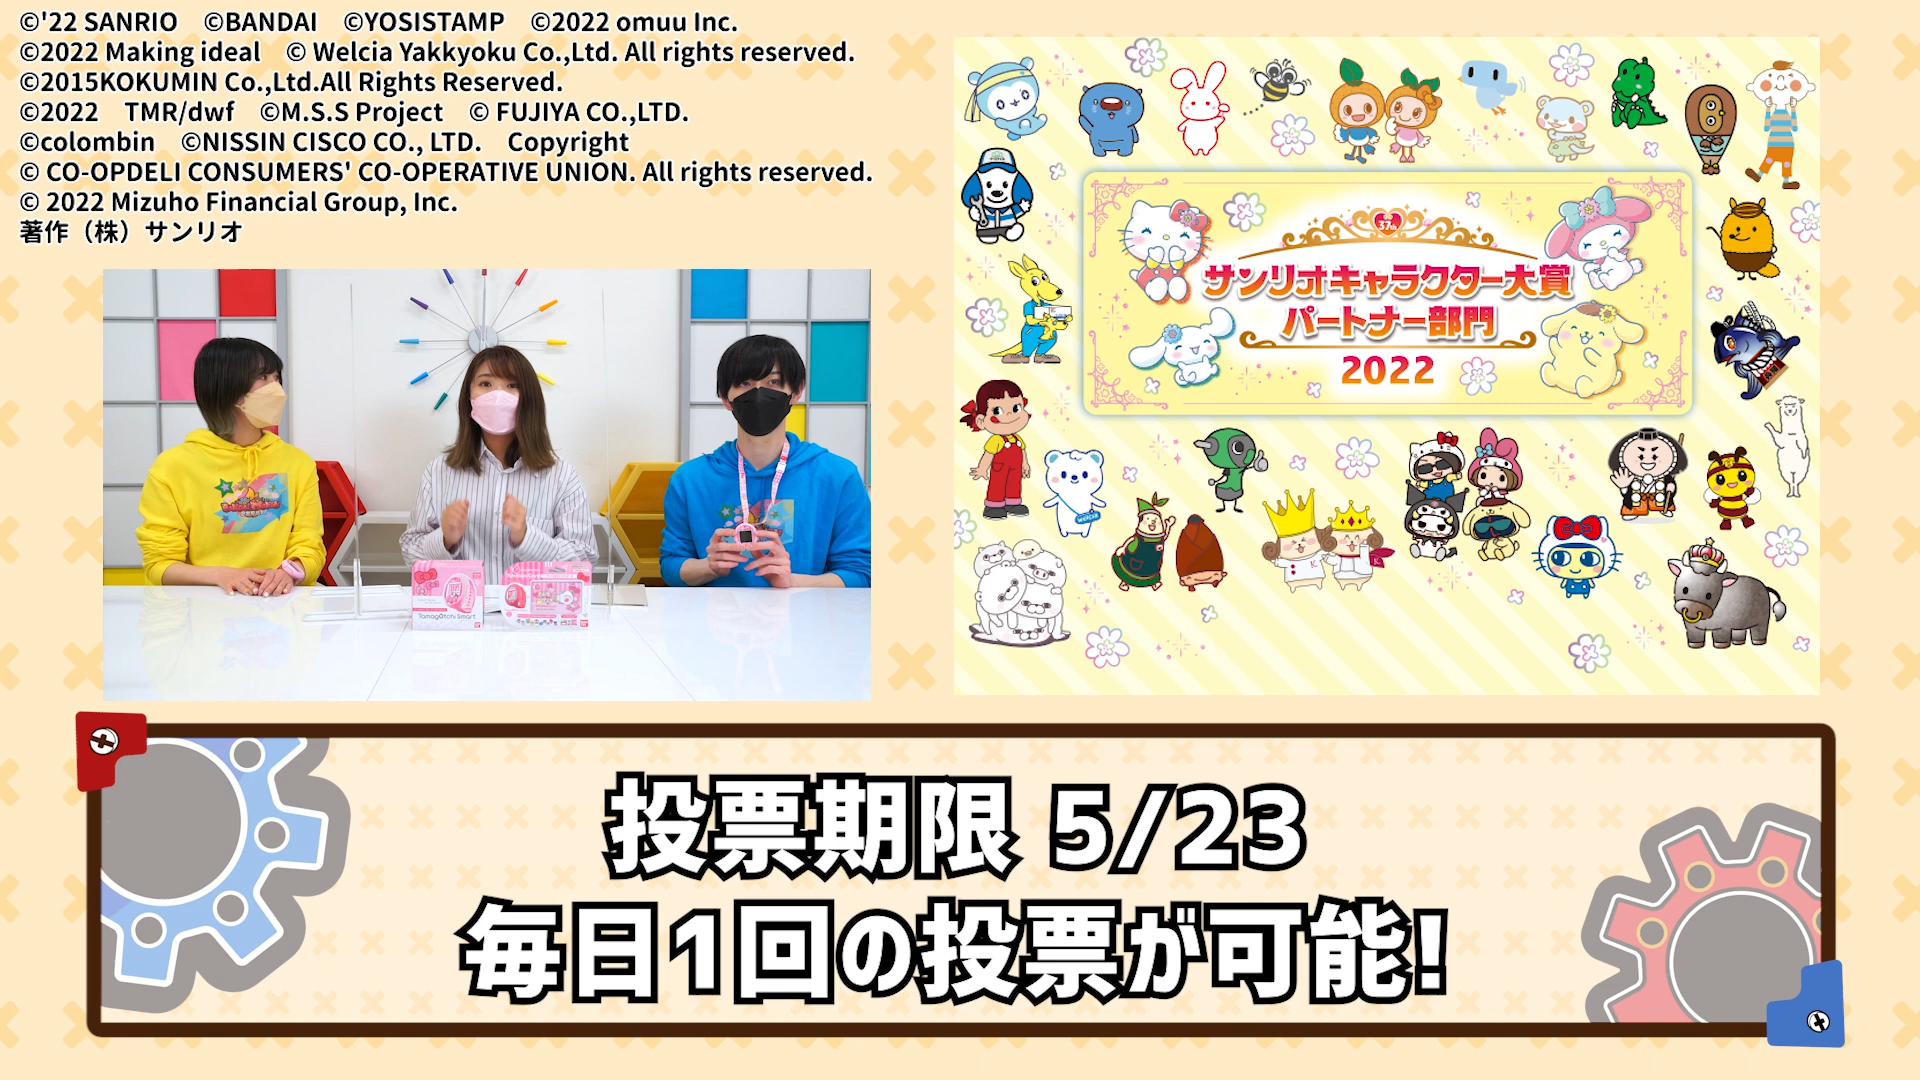 ©'22 SANRIO ©BANDAI ©YOSISTAMP ©2022 omuu Inc.
©2022 Making ideal © Welcia Yakkyoku Co.,Ltd. All rights reserved.
©2015KOKUMIN Co.,Ltd.All Rights Reserved.
©2022 TMR/dwf ©M.S.S Project © FUJIYA CO.,LTD.
©colombin ©NISSIN CISCO CO., LTD. Copyright
© CO-OPDELI CONSUMERS' CO-OPERATIVE UNION. All rights reserved.
© 2022 Mizuho Financial Group, Inc.
著作（株）サンリオ
37th
サンリオキャラクター大賞
パートナー部門
2022
welcia
Tamagotchi Smart
投票期限 5/23
毎日1回の投票が可能!